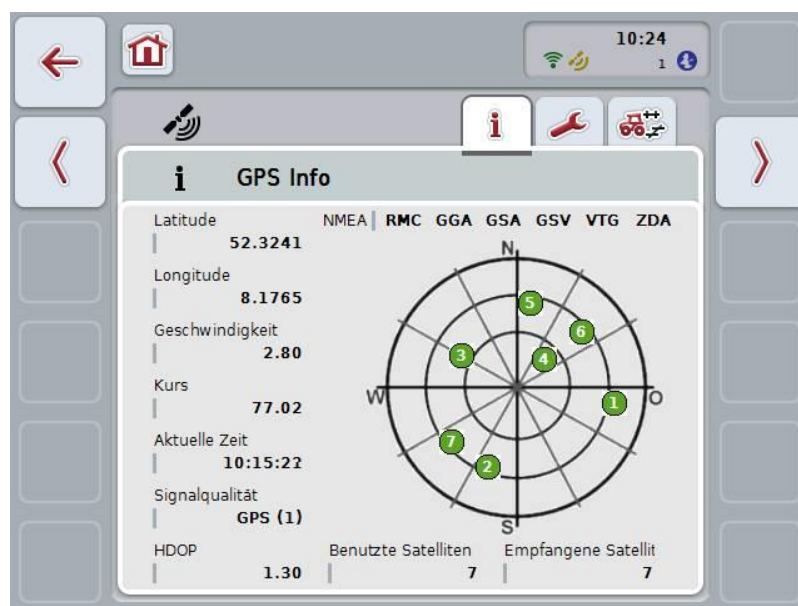 10:24
1
i
i GPS Info
Latitude
52.3241
NMEA RMC GGA GSA GSV VTG ZDA
Longitude
8.1765
Geschwindigkeit
2.80
Kurs
77.02
Aktuelle Zeit
10:15:22
Signalqualität
GPS (1)
HDOP
1.30
N
5
6
3
4
W
1
O
7
2
S
Benutzte Satelliten
7
Empfangene Satellit
7